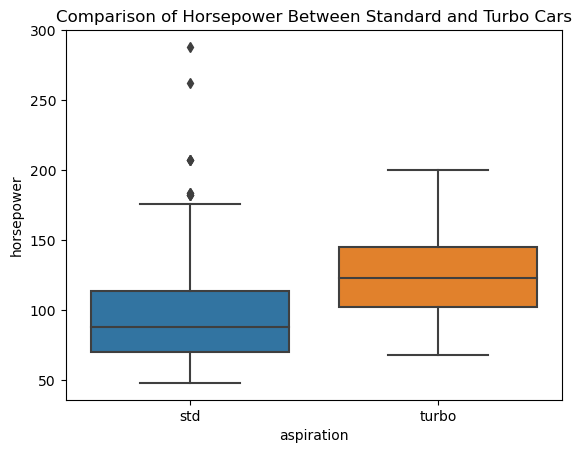 Comparison of Horsepower Between Standard and Turbo Cars
300
250
200
150
100
50
horsepower
std
turbo
aspiration